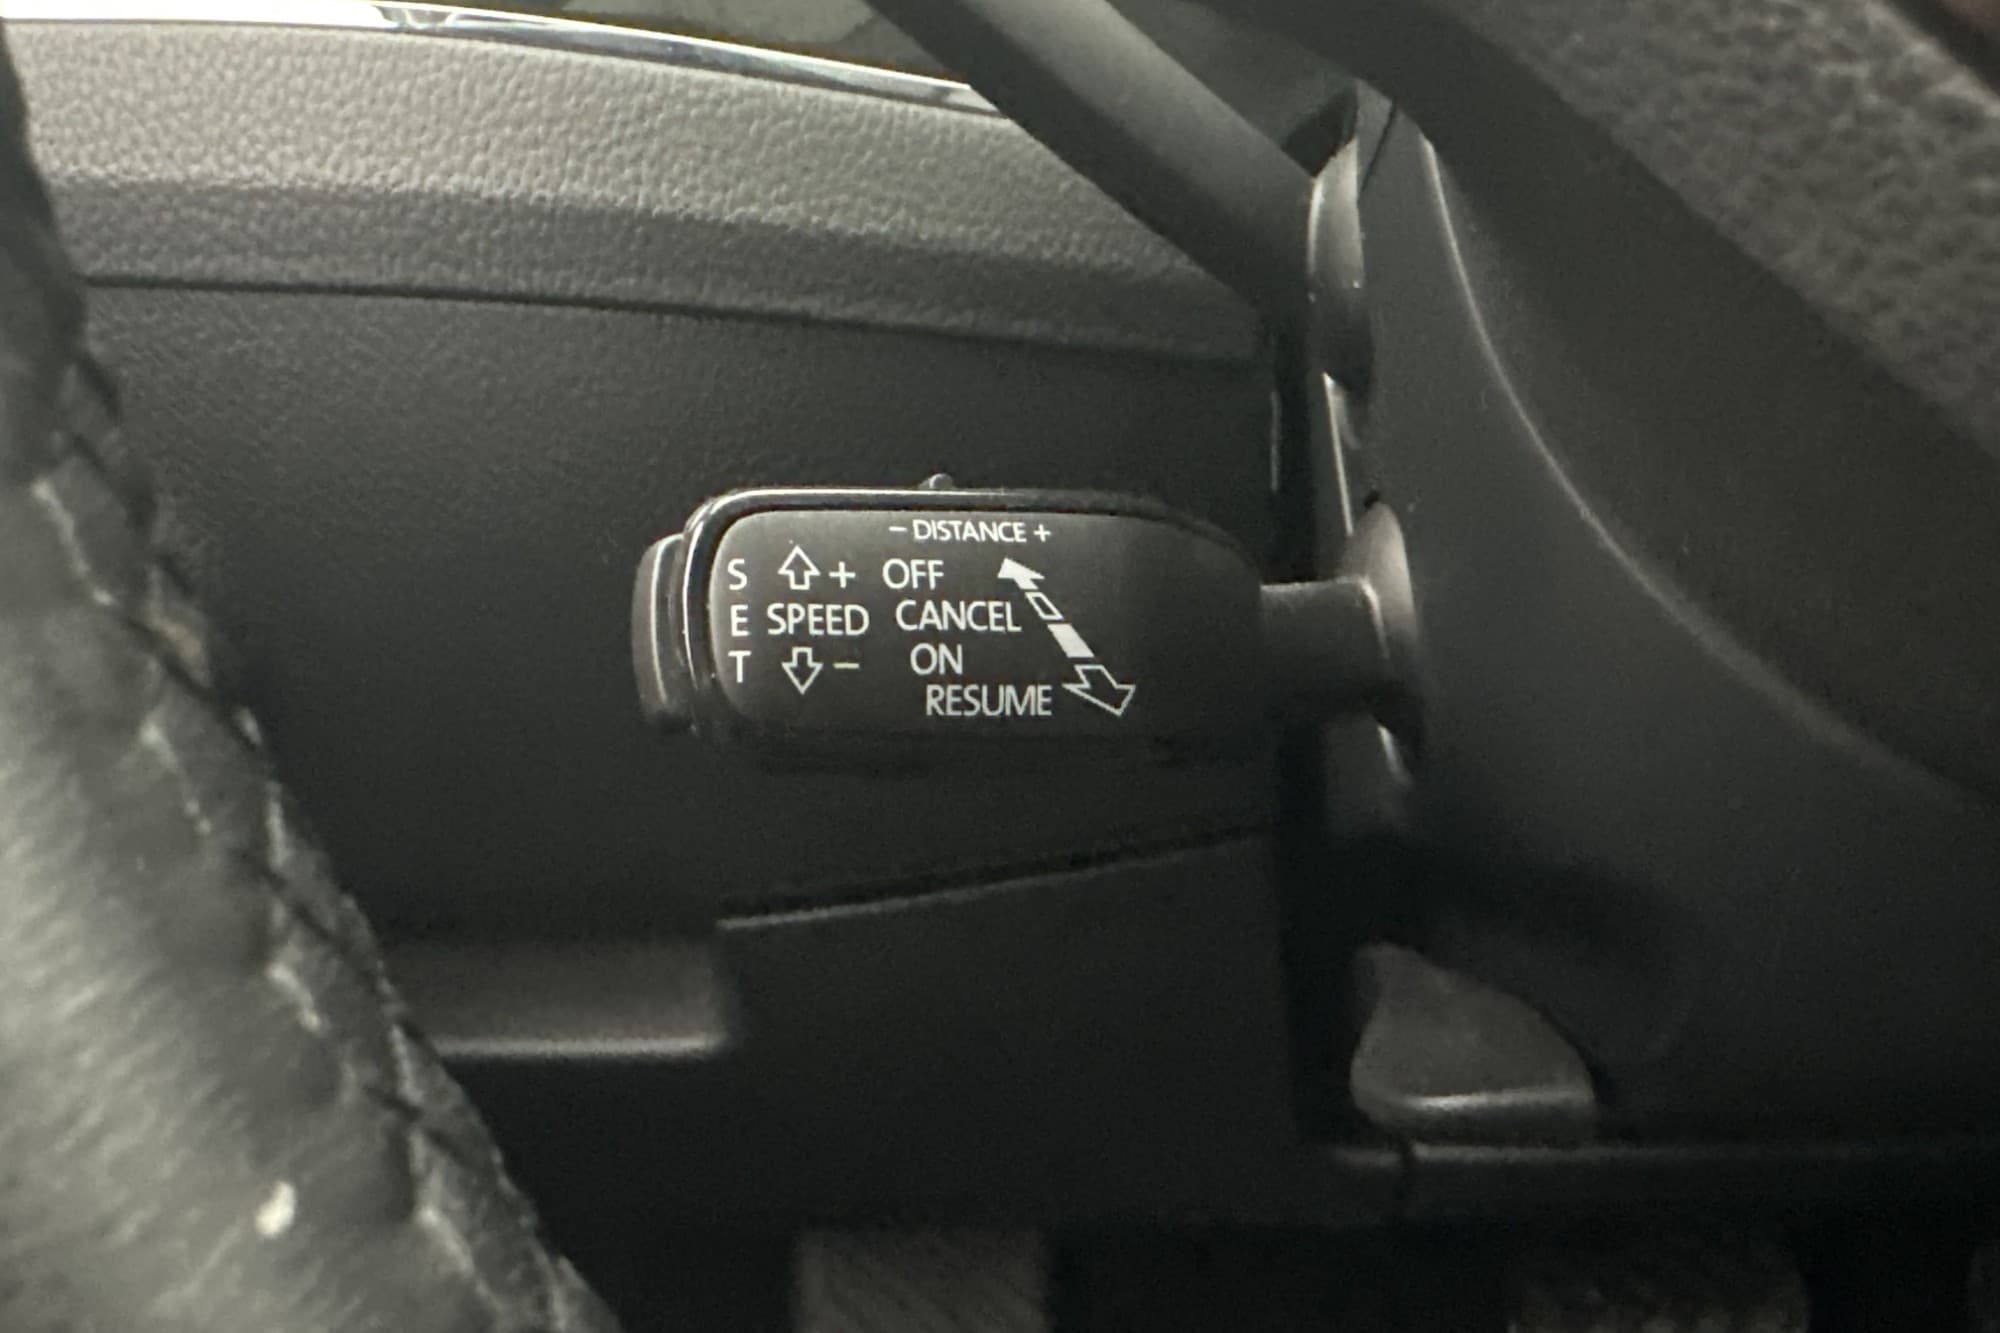 - DISTANCE +
S + OFF
E SPEED CANCEL
T - ON
RESUME